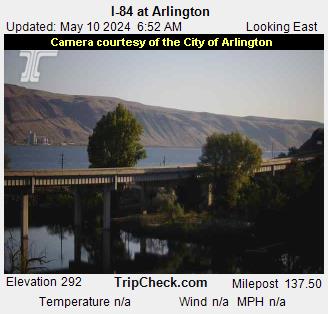 I-84 at Arlington
Updated: May 10 2024 6:52 AM Looking East
Camera courtesy of the City of Arlington
Elevation 292 TripCheck.com Milepost 137.50
Temperature n/a Wind n/a MPH n/a